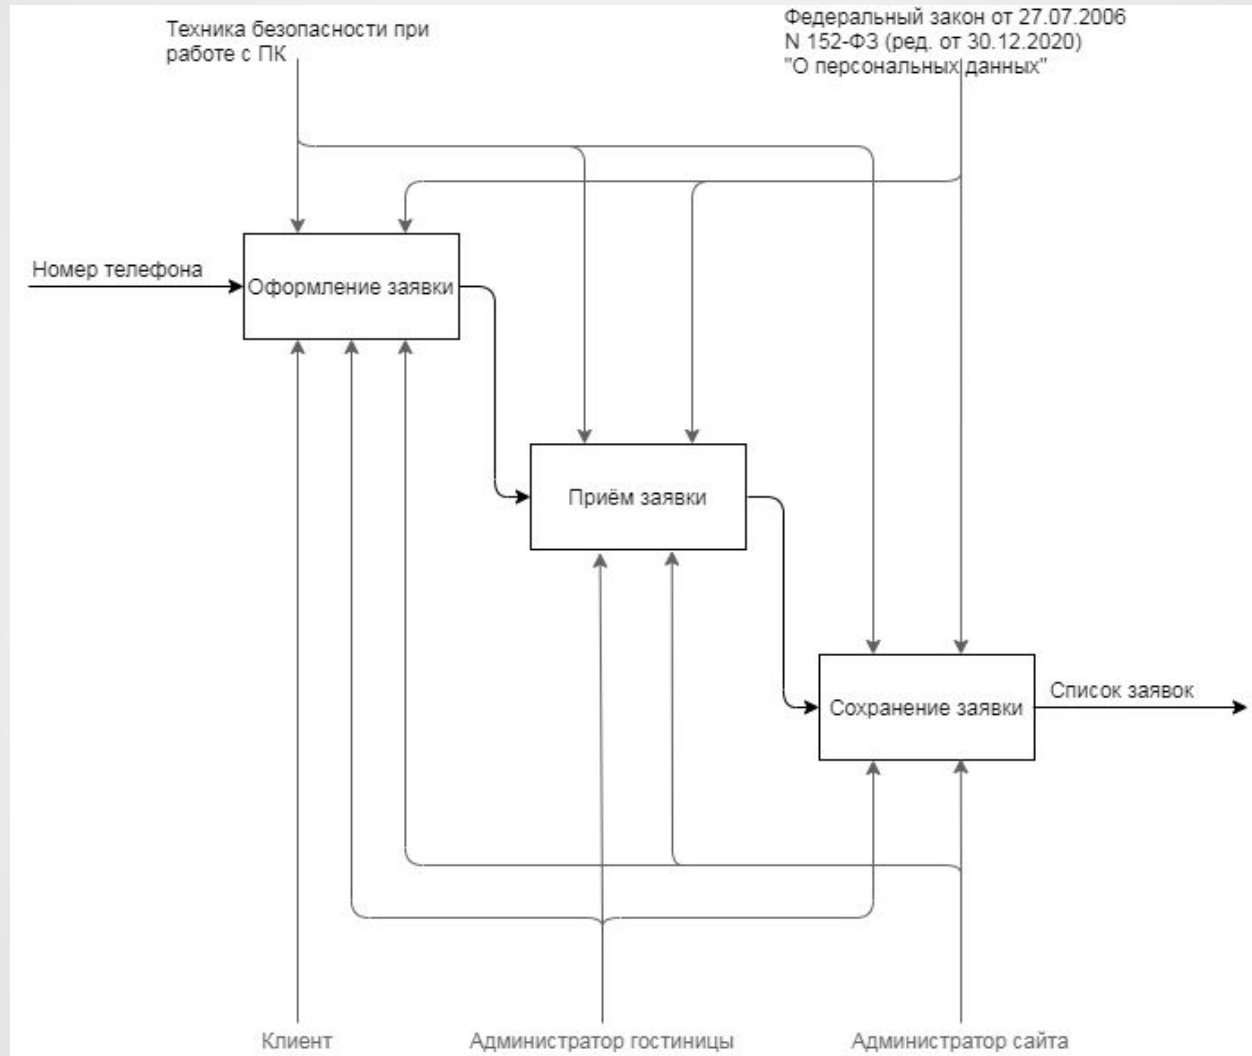 Техника безопасности при
работе с ПК
Федеральный закон от 27.07.2006
N 152-ФЗ (ред. от 30.12.2020)
"О персональных данных"
Номер телефона
Оформление заявки
Приём заявки
Сохранение заявки
Список заявок
Клиент
Администратор гостиницы
Администратор сайта